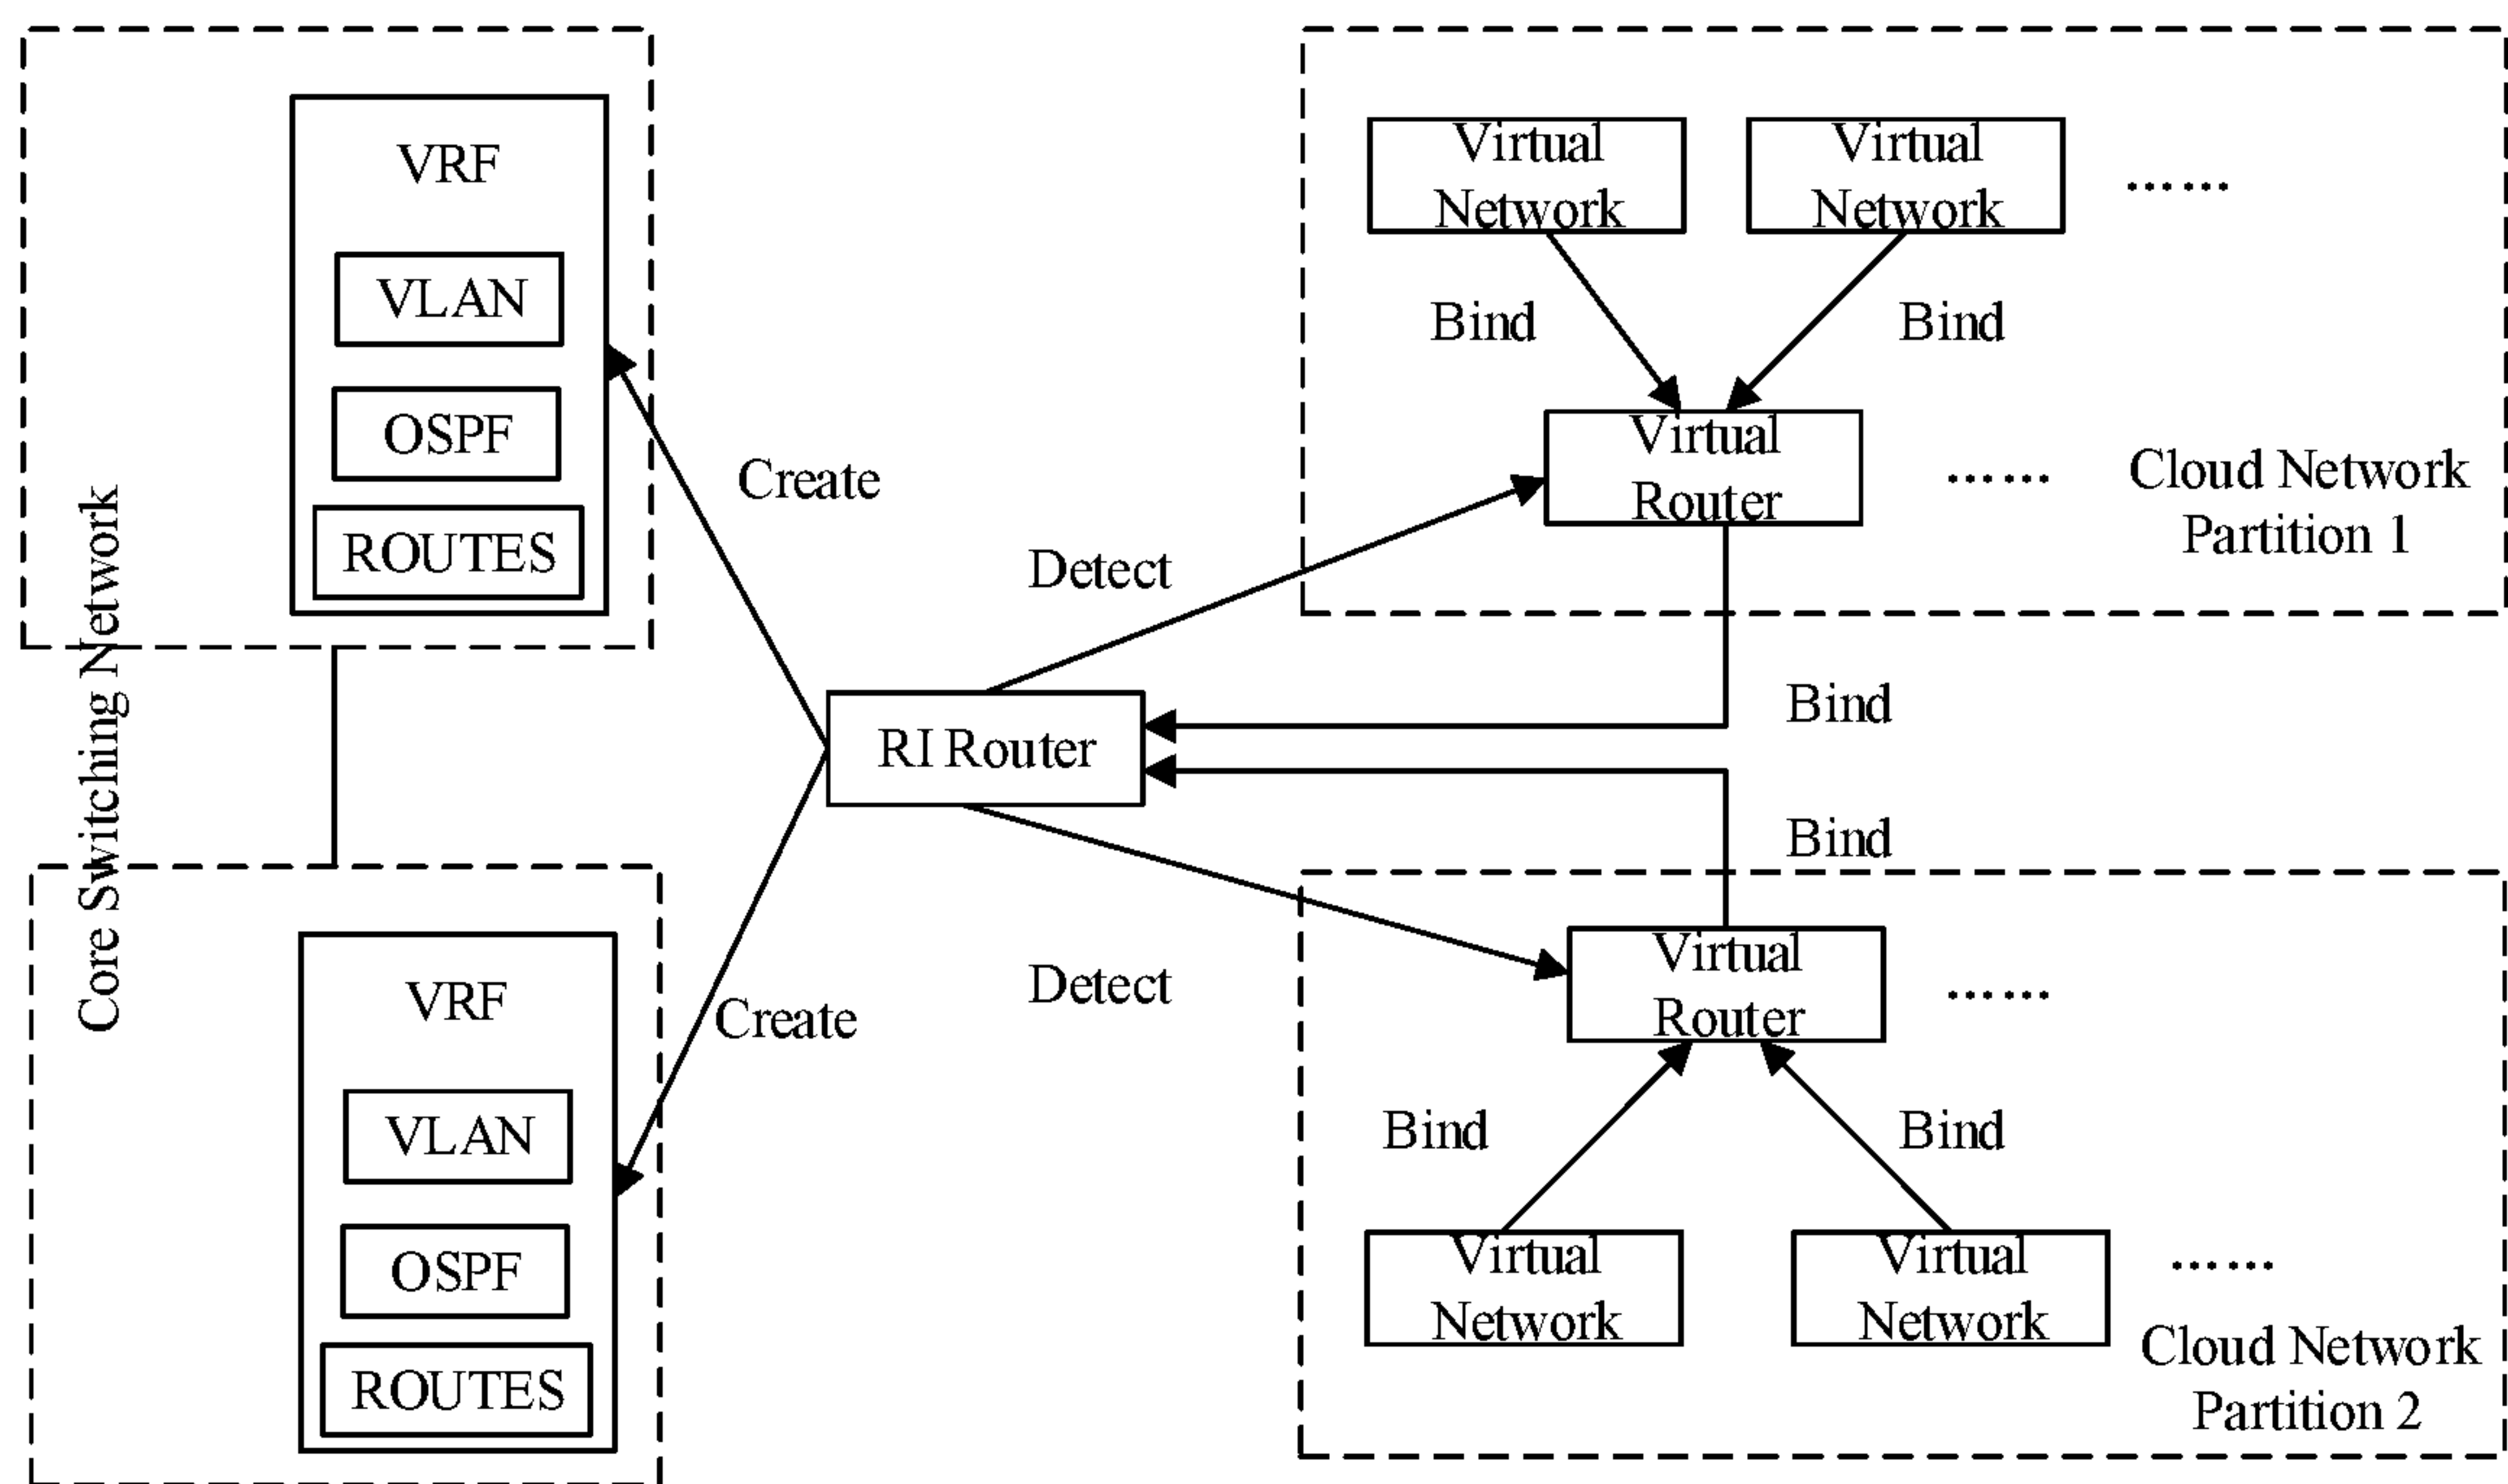 VRF
VLAN
OSPF
ROUTES
Core Switching Network
VRF
VLAN
OSPF
ROUTES
Create
Create
Detect
Detect
RI Router
Virtual
Network
Virtual
Network
......
Bind
Bind
Virtual
Router
......
Cloud Network
Partition 1
Bind
Bind
Virtual
Router
......
Bind
Bind
Virtual
Network
Virtual
Network
......
Cloud Network
Partition 2